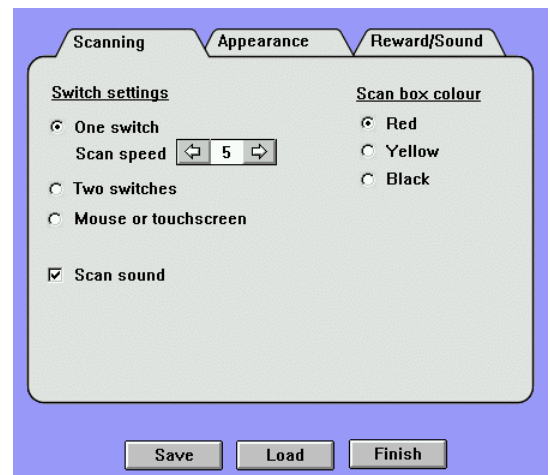 Scanning Appearance Reward/Sound
Switch settings
One switch
Scan speed 5
Two switches
Mouse or touchscreen
Scan sound
Scan box colour
Red
Yellow
Black
Save Load Finish